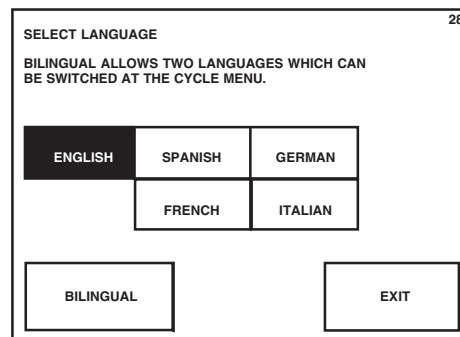 28
SELECT LANGUAGE
BILINGUAL ALLOWS TWO LANGUAGES WHICH CAN
BE SWITCHED AT THE CYCLE MENU.
ENGLISH SPANISH GERMAN
FRENCH ITALIAN
BILINGUAL EXIT